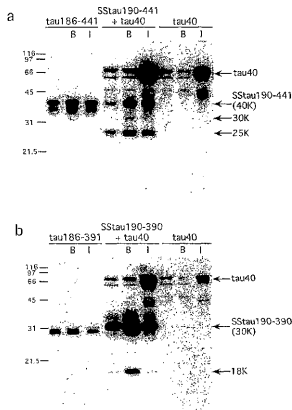 a
SStau190-441
tau186-441 + tau40 tau40
B I B I B I
116
97
66
45
31
21.5
tau40
SStau190-441
(40K)
30K
25K
b
SStau190-390
tau186-391 + tau40 tau40
B I B I B I
116
97
66
45
31
21.5
tau40
SStau190-390
(30K)
18K